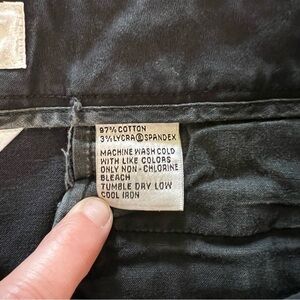 97% COTTON
3% LYCRA® SPANDEX
MACHINE WASH COLD
WITH LIKE COLORS
ONLY NON-CHLORINE
BLEACH
TUMBLE DRY LOW
COOL IRON